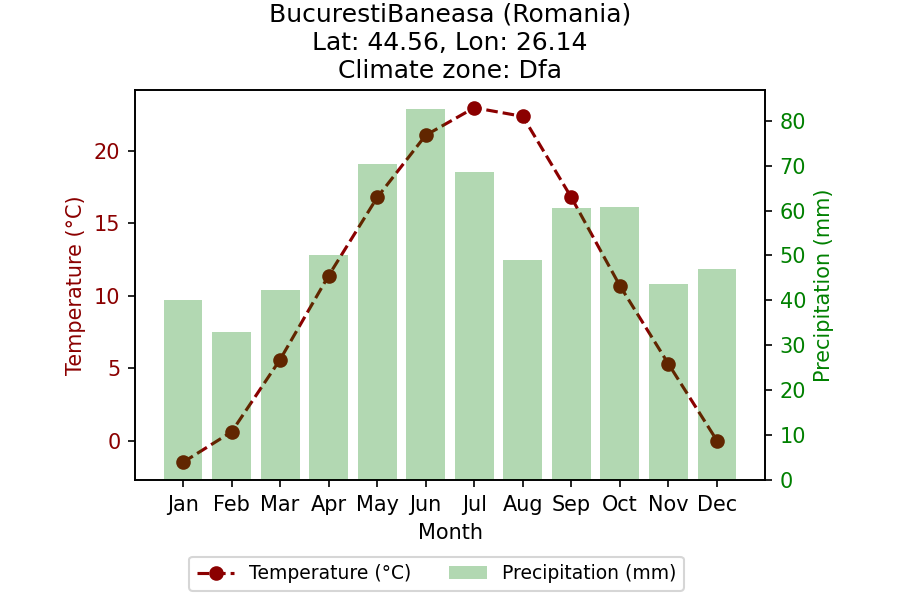 BucurestiBaneasa (Romania)
Lat: 44.56, Lon: 26.14
Climate zone: Dfa
Temperature (°C)
20
15
10
5
0
Precipitation (mm)
80
70
60
50
40
30
20
10
0
Jan Feb Mar Apr May Jun Jul Aug Sep Oct Nov Dec
Month
Temperature (°C) Precipitation (mm)